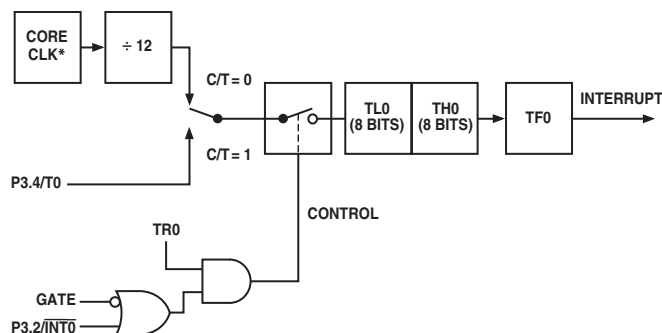 CORE
CLK*
÷ 12
C/T = 0
TL0
(8 BITS)
TH0
(8 BITS)
TF0
INTERRUPT
C/T = 1
P3.4/T0
CONTROL
TR0
GATE
P3.2/INT0